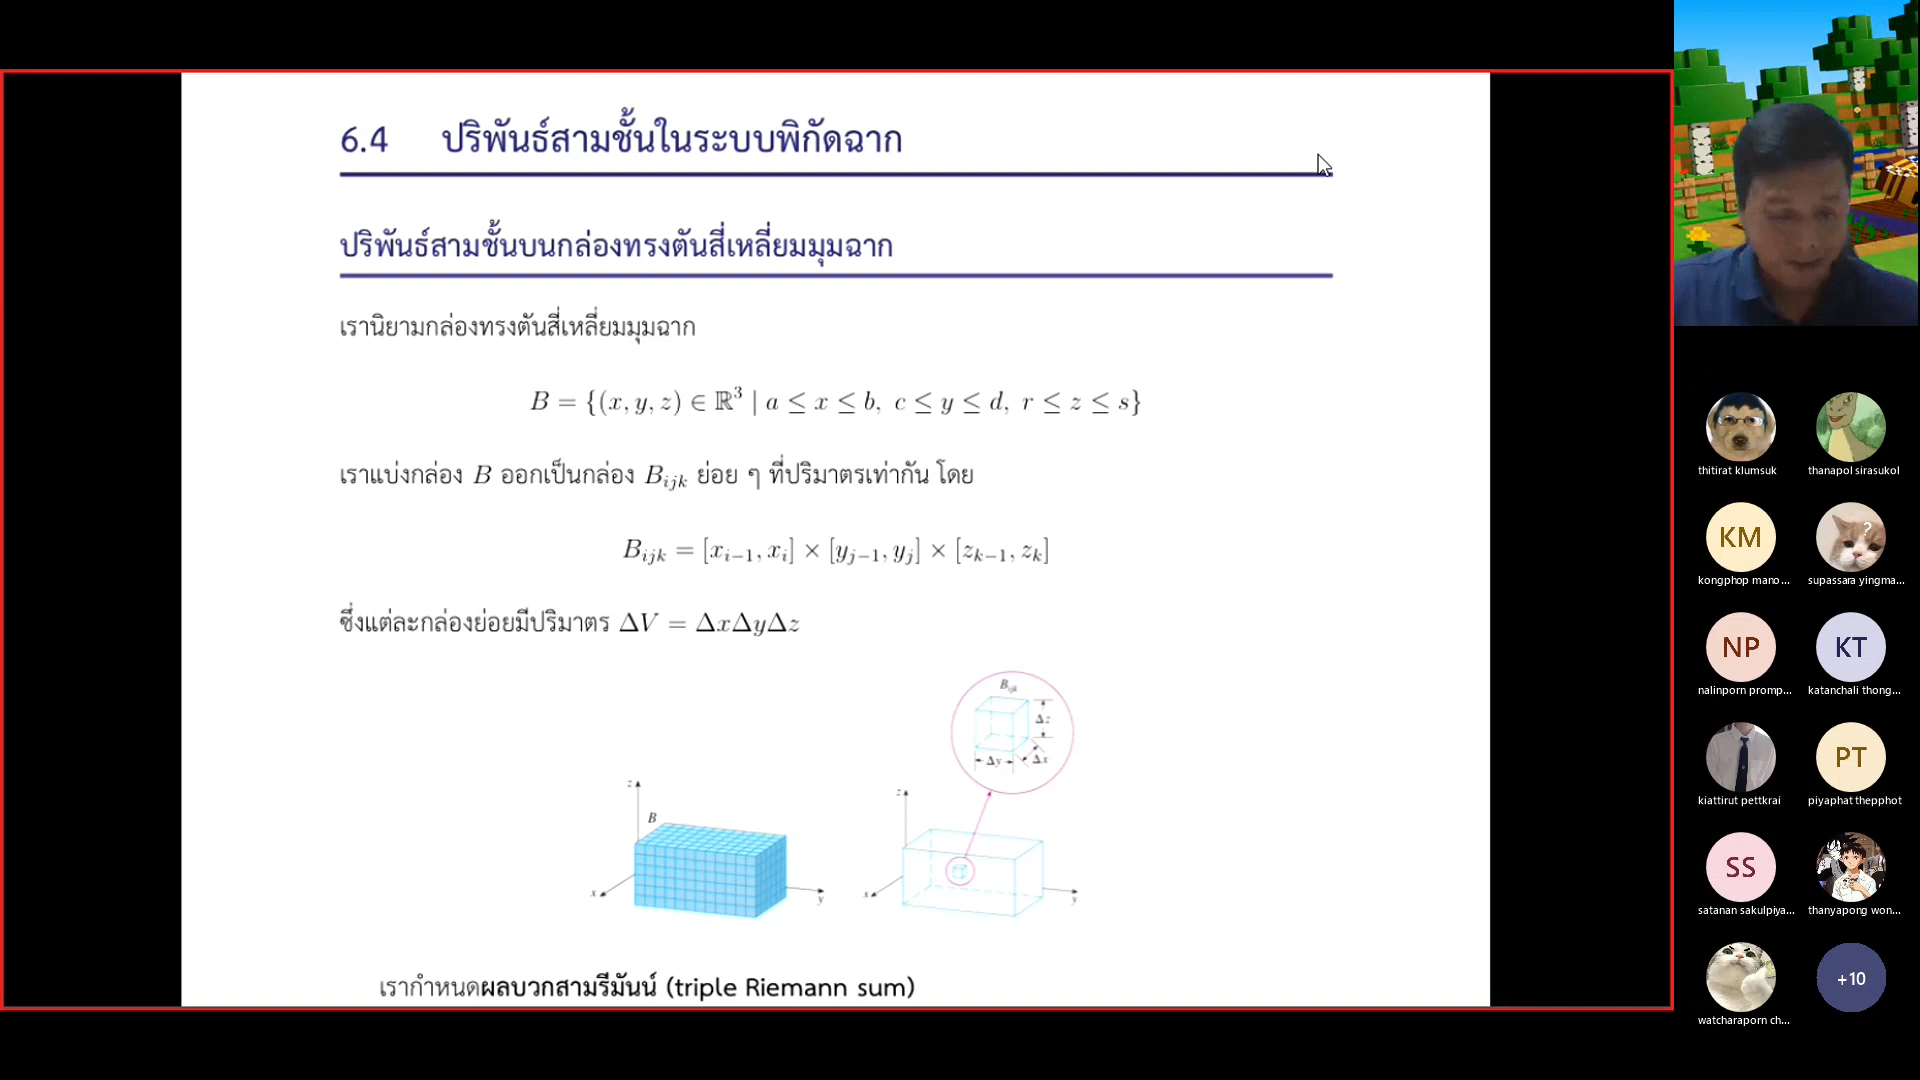 6.4 ปริพันธ์สามชั้นในระบบพิกัดฉาก
ปริพันธ์สามชั้นบนกล่องทรงตันสี่เหลี่ยมมุมฉาก
เรานิยามกล่องทรงตันสี่เหลี่ยมมุมฉาก
B = {(x, y, z) ∈ ℝ³ | a ≤ x ≤ b, c ≤ y ≤ d, r ≤ z ≤ s}
เราแบ่งกล่อง B ออกเป็นกล่อง B_{ijk} ย่อย ๆ ที่ปริมาตรเท่ากัน โดย
B_{ijk} = [x_{i−1}, x_i] × [y_{j−1}, y_j] × [z_{k−1}, z_k]
ซึ่งแต่ละกล่องย่อยมีปริมาตร ΔV = ΔxΔyΔz
B_{ijk}
Δz
Δy
Δx
z
B
x
y
z
x
y
เรากำหนดผลบวกสามรีมันน์ (triple Riemann sum)
thitirat klumsuk
thanapol sirasukol
KM
kongphop mano...
?
supassara yingma...
NP
nalinporn promp...
KT
katanchali thong...
kiattirut pettkrai
PT
piyaphat thepphot
SS
satanan sakulpiya...
thanyapong won...
watcharaporn ch...
+10